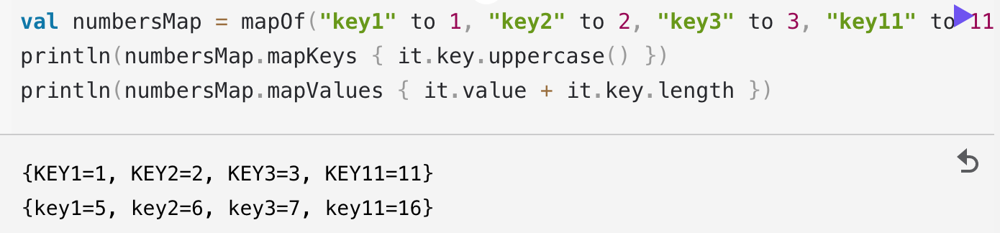 val numbersMap = mapOf("key1" to 1, "key2" to 2, "key3" to 3, "key11" to 11
println(numbersMap.mapKeys { it.key.uppercase() })
println(numbersMap.mapValues { it.value + it.key.length })
{KEY1=1, KEY2=2, KEY3=3, KEY11=11}
{key1=5, key2=6, key3=7, key11=16}